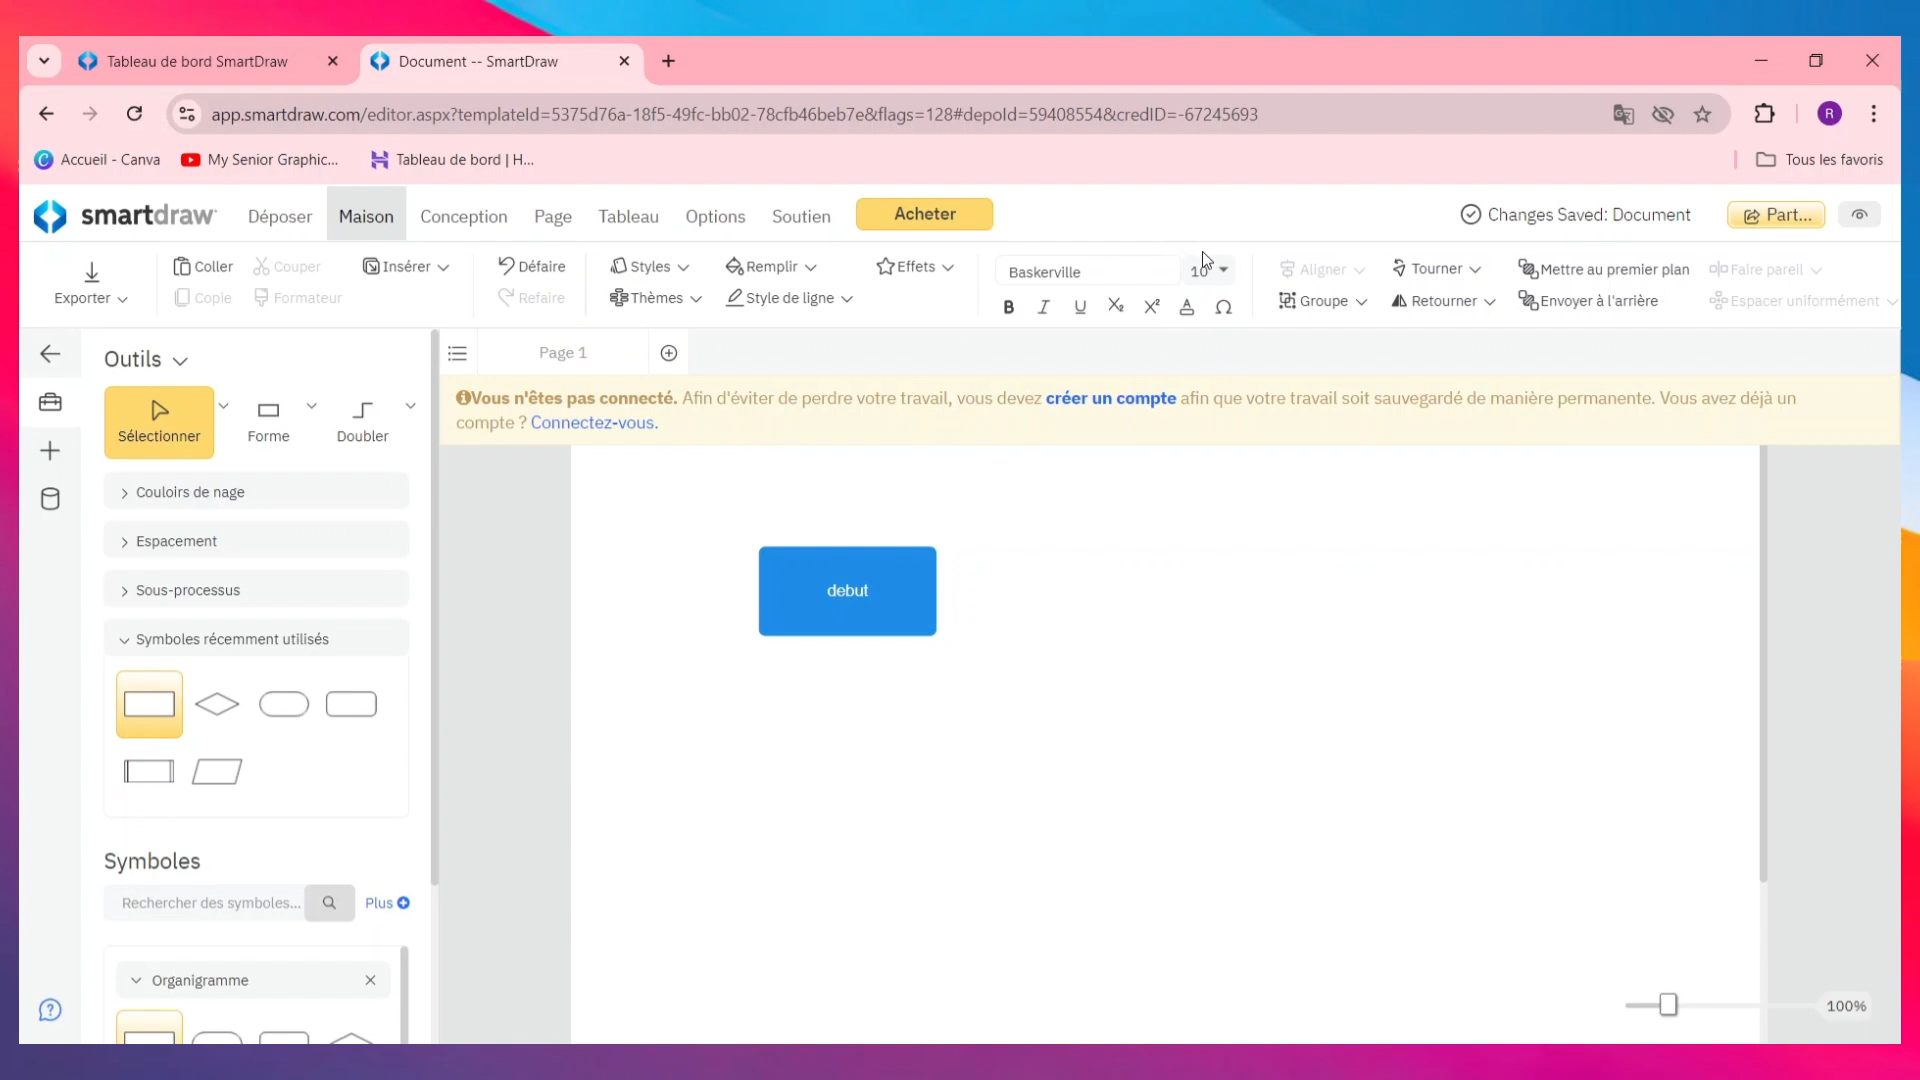 Tableau de bord SmartDraw
Document -- SmartDraw
app.smartdraw.com/editor.aspx?templateId=5375d76a-18f5-49fc-bb02-78cfb46beb7e&flags=128#depoId=59408554&credID=-67245693
R
Accueil - Canva
My Senior Graphic...
Tableau de bord | H...
Tous les favoris
smartdraw
Déposer
Maison
Conception
Page
Tableau
Options
Soutien
Acheter
Changes Saved: Document
Part...
Exporter
Coller
Couper
Copie
Formateur
Insérer
Défaire
Refaire
Styles
Thèmes
Remplir
Style de ligne
Effets
Baskerville
10
B I U X₂ X² A Ω
Aligner
Groupe
Tourner
Retourner
Mettre au premier plan
Envoyer à l'arrière
Faire pareil
Espacer uniformément
Outils
Sélectionner
Forme
Doubler
Couloirs de nage
Espacement
Sous-processus
Symboles récemment utilisés
Symboles
Rechercher des symboles...
Plus
Organigramme
Page 1
Vous n'êtes pas connecté. Afin d'éviter de perdre votre travail, vous devez créer un compte afin que votre travail soit sauvegardé de manière permanente. Vous avez déjà un
compte ? Connectez-vous.
debut
100%